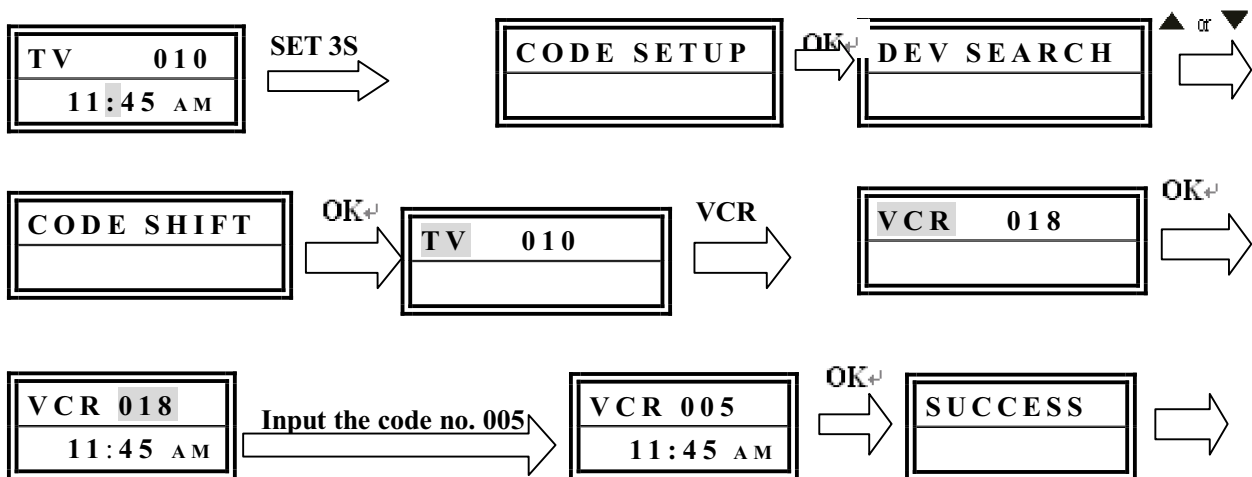 TV 010
11:45 AM
SET 3S
CODE SETUP
OK↵
DEV SEARCH
▲ or ▼
CODE SHIFT
OK↵
TV 010
VCR
VCR 018
OK↵
VCR 018
11:45 AM
Input the code no. 005
VCR 005
11:45 AM
OK↵
SUCCESS